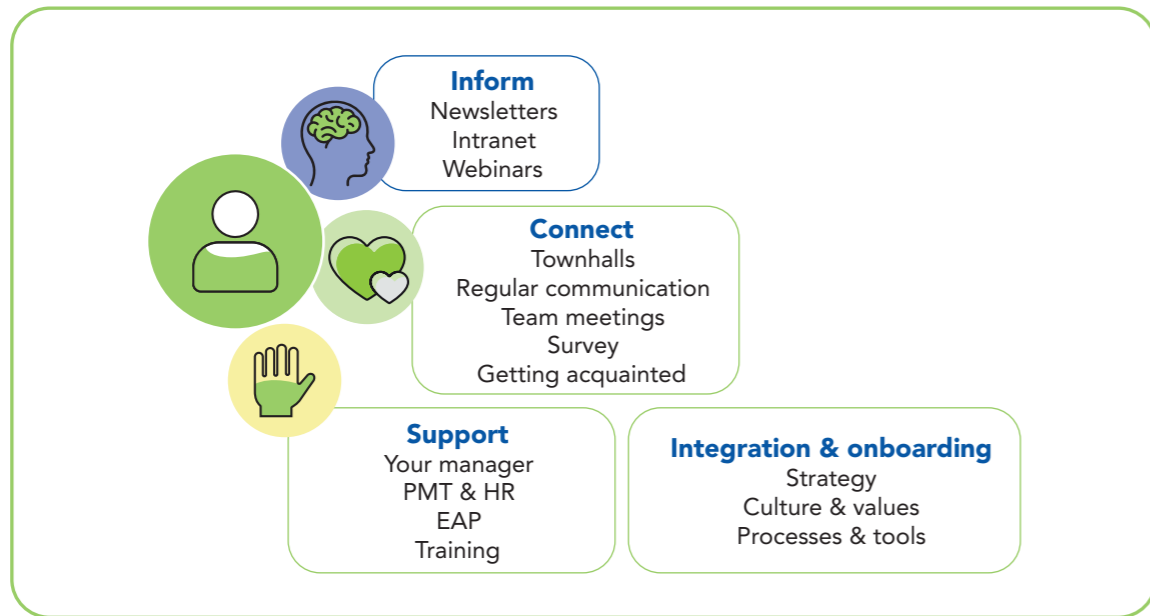 Inform
Newsletters
Intranet
Webinars
Connect
Townhalls
Regular communication
Team meetings
Survey
Getting acquainted
Support
Your manager
PMT & HR
EAP
Training
Integration & onboarding
Strategy
Culture & values
Processes & tools